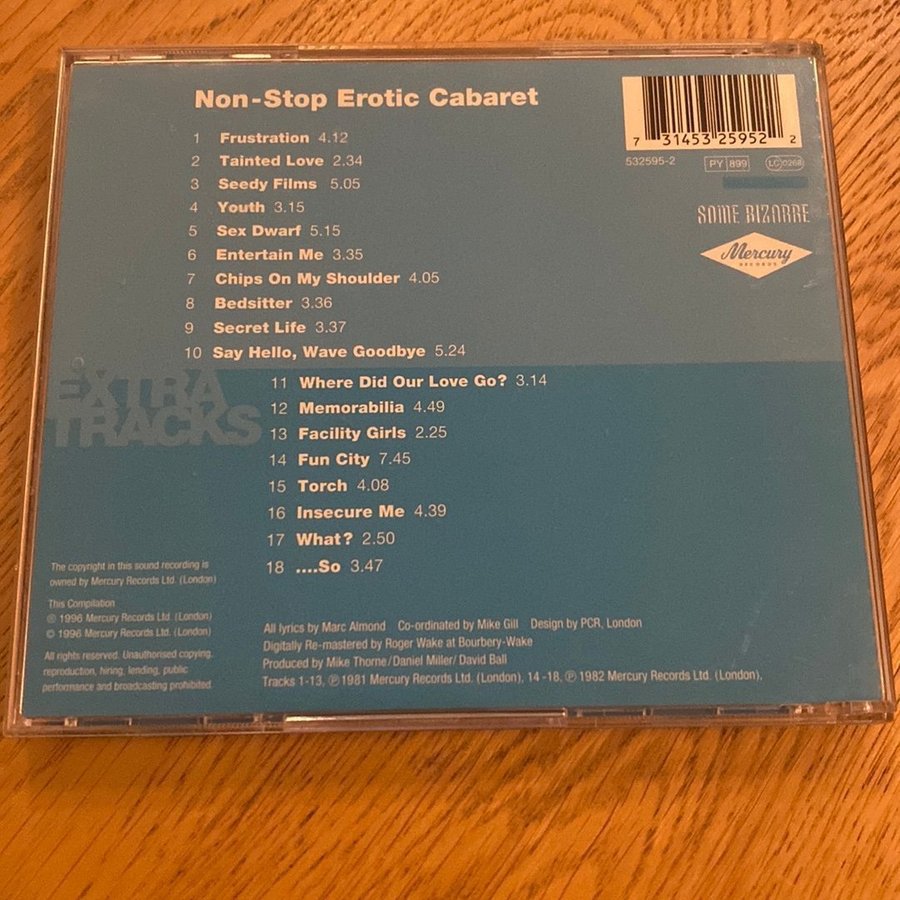 Non-Stop Erotic Cabaret
1 Frustration 4.12
2 Tainted Love 2.34
3 Seedy Films 5.05
4 Youth 3.15
5 Sex Dwarf 5.15
6 Entertain Me 3.35
7 Chips On My Shoulder 4.05
8 Bedsitter 3.36
9 Secret Life 3.37
10 Say Hello, Wave Goodbye 5.24
7 31453 25952 2
532595-2 PY 899 LC 0268
SOME BIZARRE
Mercury
RECORDS
EXTRA
TRACKS
11 Where Did Our Love Go? 3.14
12 Memorabilia 4.49
13 Facility Girls 2.25
14 Fun City 7.45
15 Torch 4.08
16 Insecure Me 4.39
17 What? 2.50
18 ....So 3.47
The copyright in this sound recording is
owned by Mercury Records Ltd. (London)
This Compilation
℗ 1996 Mercury Records Ltd. (London)
© 1996 Mercury Records Ltd. (London)
All rights reserved. Unauthorised copying,
reproduction, hiring, lending, public
performance and broadcasting prohibited
All lyrics by Marc Almond Co-ordinated by Mike Gill Design by PCR, London
Digitally Re-mastered by Roger Wake at Bourbery-Wake
Produced by Mike Thorne/Daniel Miller/David Ball
Tracks 1-13, ℗1981 Mercury Records Ltd. (London), 14-18, ℗ 1982 Mercury Records Ltd. (London),